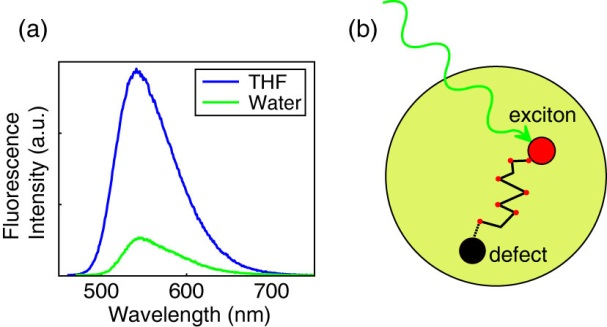 (a)
THF
Water
Fluorescence
Intensity (a.u.)
500
600
700
Wavelength (nm)
(b)
exciton
defect